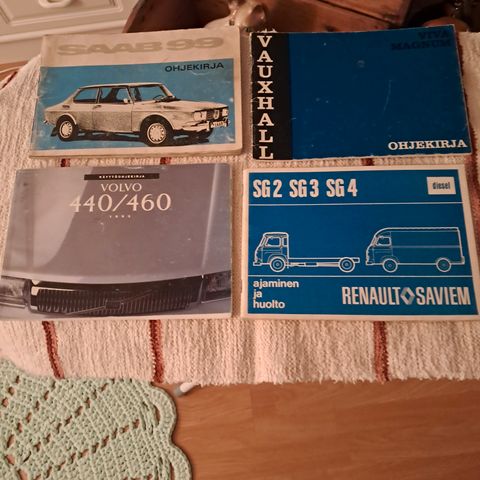 SAAB 99
OHJEKIRJA
VAUXHALL
VIVA
MAGNUM
OHJEKIRJA
KÄYTTÖOHJEKIRJA
VOLVO
440/460
SG2 SG3 SG4
diesel
ajaminen
ja
huolto
RENAULT SAVIEM